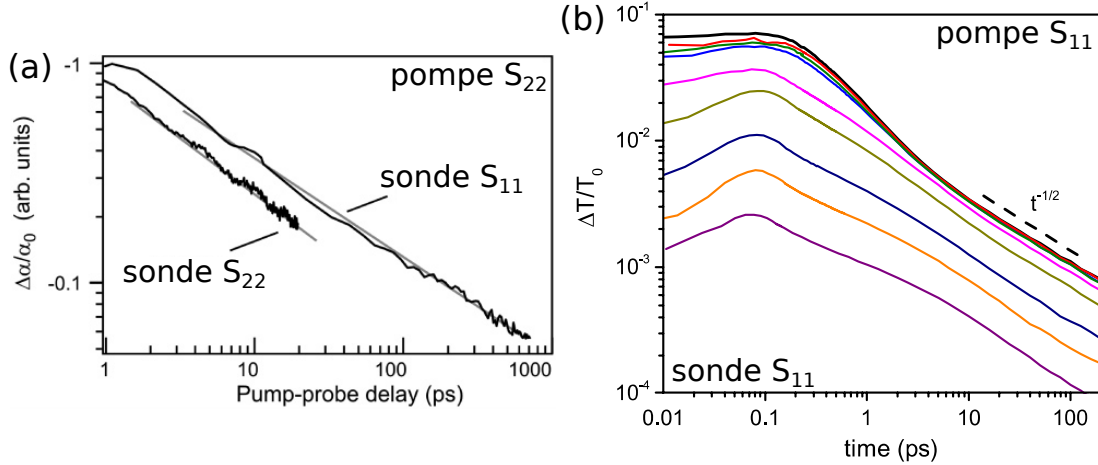 (a)
-1
-0.1
Δα/α₀ (arb. units)
pompe S₂₂
sonde S₁₁
sonde S₂₂
1
10
100
1000
Pump-probe delay (ps)
(b)
10⁻¹
10⁻²
10⁻³
10⁻⁴
ΔT/T₀
pompe S₁₁
t⁻¹/²
sonde S₁₁
0.01
0.1
1
10
100
time (ps)